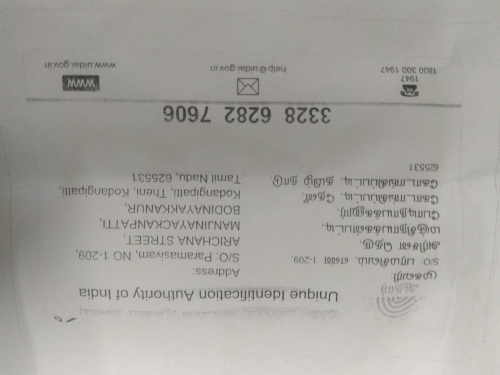 Unique Identification Authority of India
முகவரி:
S/O: பரமசிவம், எண் 1-209,
அரிசன தெரு,
மஞ்சிநாயக்கன்பட்டி,
போடிநாயக்கனூர்,
கோடாங்கிபட்டி, தேனி,
கோடாங்கிபட்டி, தமிழ் நாடு,
625531
Address:
S/O: Paramasivam, NO 1-209,
ARICHANA STREET,
MANJINAYACKANPATTI,
BODINAYAKKANUR,
Kodangipatti, Theni, Kodangipatti,
Tamil Nadu, 625531
3328 6282 7606
1947
1800 300 1947
help@uidai.gov.in
www
www.uidai.gov.in